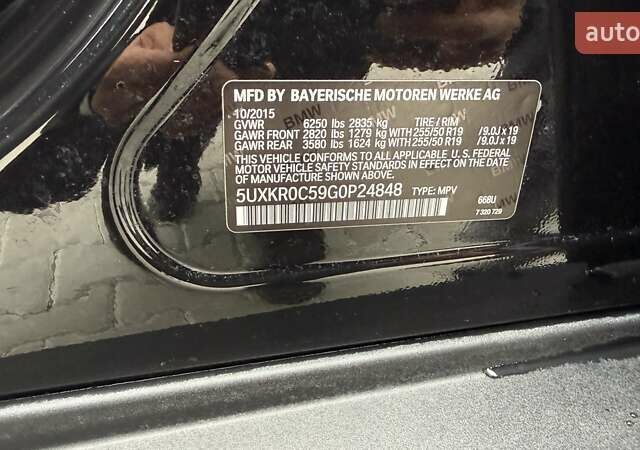 auto
MFD BY BAYERISCHE MOTOREN WERKE AG
10/2015
GVWR 6250 lbs 2835 kg TIRE / RIM
GAWR FRONT 2820 lbs 1279 kg WITH 255/50 R19 /9.0J x 19
GAWR REAR 3580 lbs 1624 kg WITH 255/50 R19 /9.0J x 19
THIS VEHICLE CONFORMS TO ALL APPLICABLE U.S. FEDERAL
MOTOR VEHICLE SAFETY STANDARDS IN EFFECT ON THE DATE
OF MANUFACTURE SHOWN ABOVE.
5UXKR0C59G0P24848 TYPE: MPV
668U
7 320 729